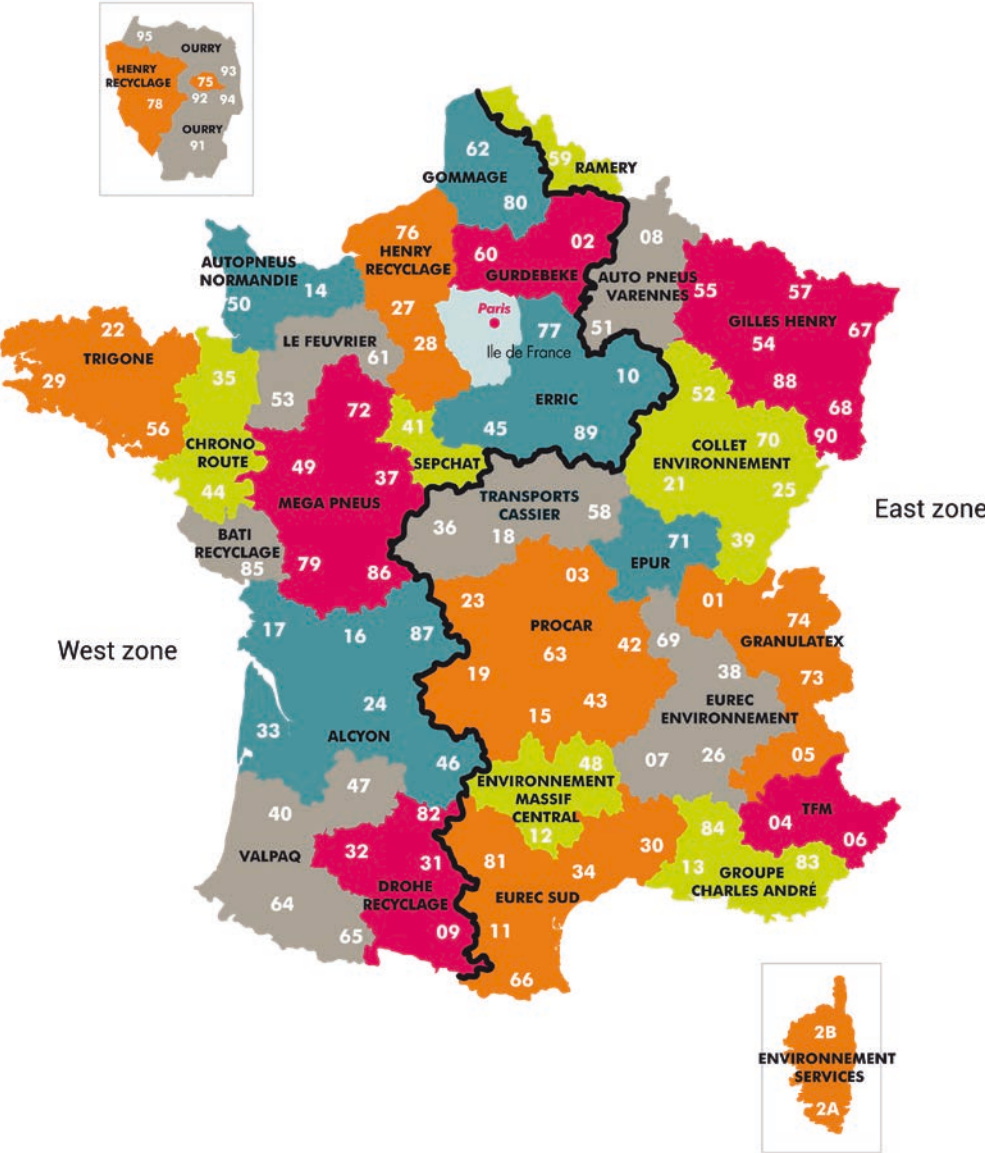 95
OURRY
HENRY
RECYCLAGE
93
75
78
92
94
OURRY
91
62
GOMMAGE
80
59
RAMERY
76
HENRY
RECYCLAGE
60
02
GURDEBEKE
08
AUTO PNEUS
VARENNES
51
55
57
GILLES HENRY
67
54
88
68
90
AUTOPNEUS
NORMANDIE
50
14
27
28
Paris
Ile de France
77
LE FEUVRIER
61
53
22
TRIGONE
29
56
35
CHRONO
ROUTE
44
72
49
37
MEGA PNEUS
79
86
41
SEPCHAT
10
ERRIC
45
89
52
70
COLLET
ENVIRONNEMENT
21
25
39
East zone
TRANSPORTS
CASSIER
36
58
18
BATI
RECYCLAGE
85
71
EPUR
03
23
PROCAR
42
63
19
43
15
01
74
GRANULATEX
73
05
69
38
EUREC
ENVIRONNEMENT
07
26
West zone
17
16
87
24
33
ALCYON
46
47
40
VALPAQ
64
65
82
32
31
DROHE
RECYCLAGE
09
48
ENVIRONNEMENT
MASSIF
CENTRAL
12
30
81
34
EUREC SUD
11
66
TFM
04
06
84
13
83
GROUPE
CHARLES ANDRÉ
2B
ENVIRONNEMENT
SERVICES
2A